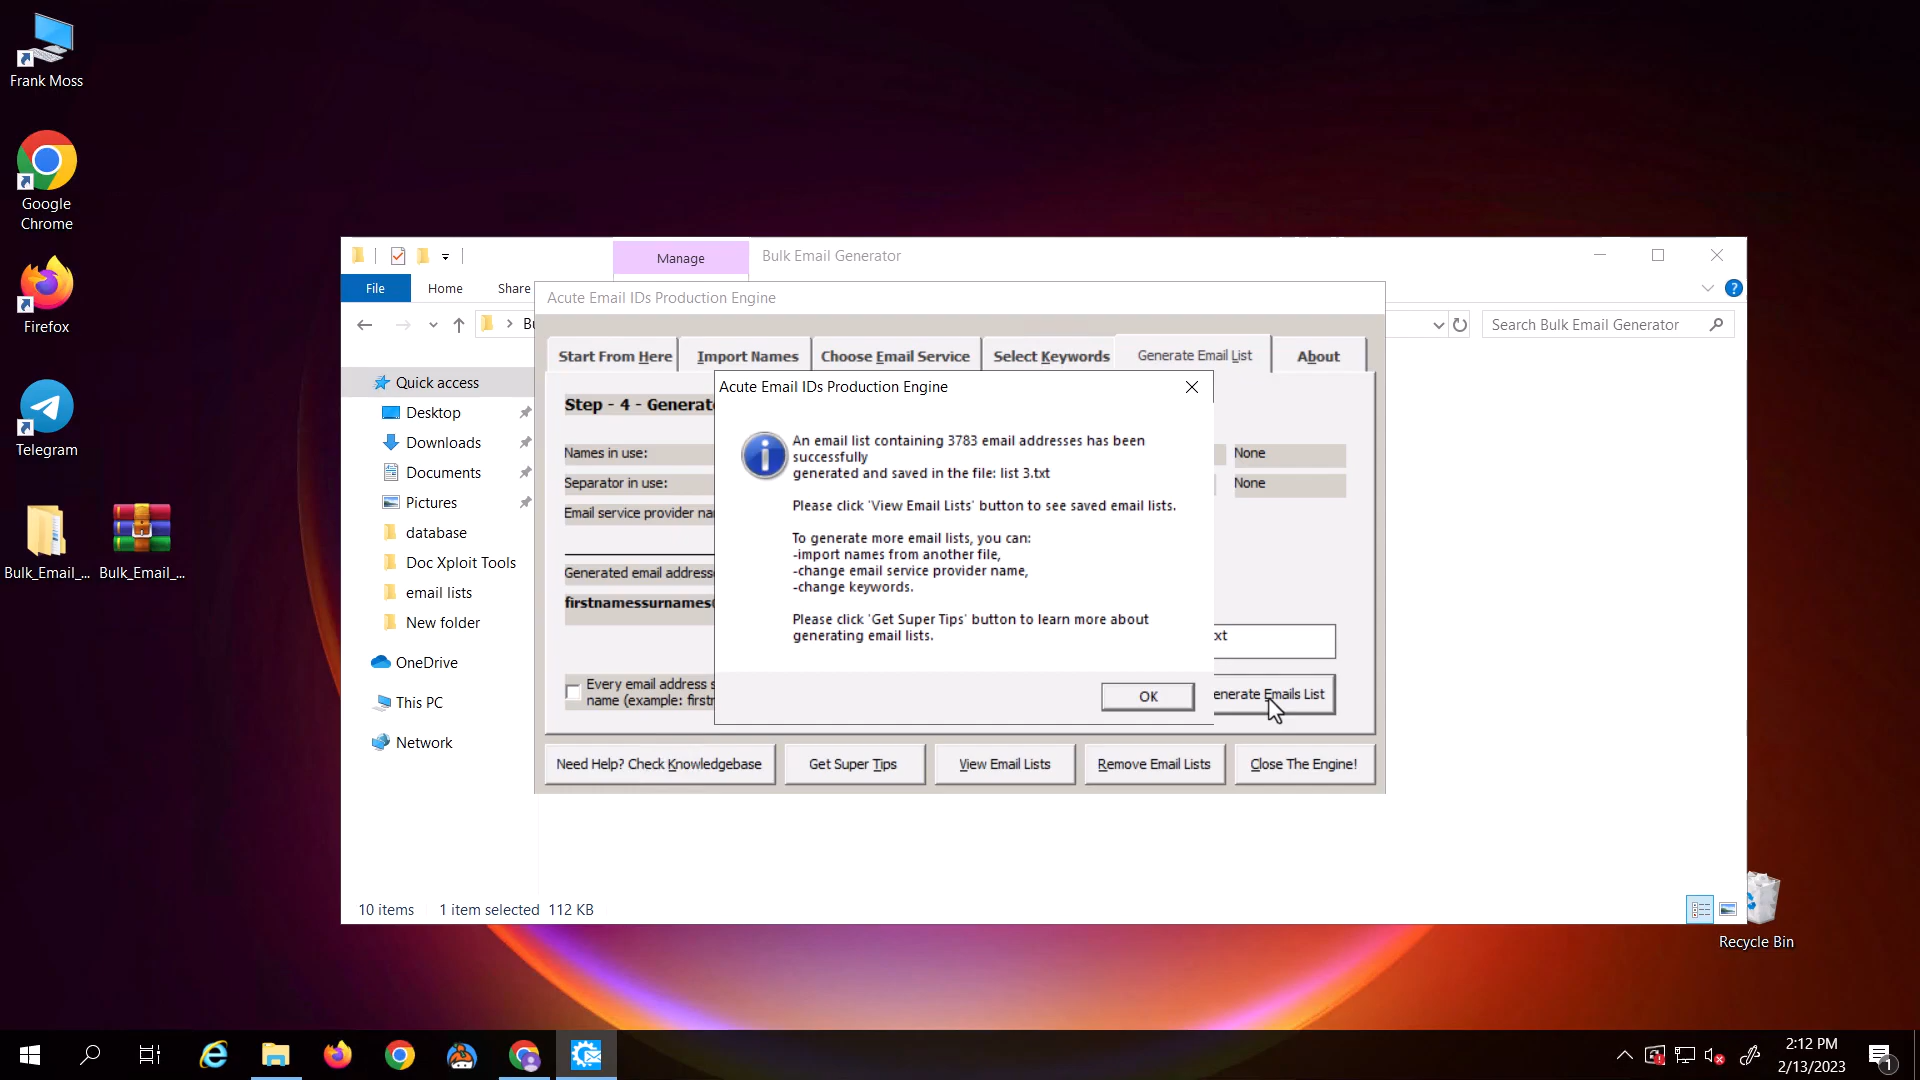 Frank Moss
Google
Chrome
Firefox
Telegram
Bulk_Email_...
Bulk_Email_...
Manage
Bulk Email Generator
File
Home
Share
Search Bulk Email Generator
Quick access
Desktop
Downloads
Documents
Pictures
database
Doc Xploit Tools
email lists
New folder
OneDrive
This PC
Network
10 items
1 item selected 112 KB
Acute Email IDs Production Engine
Start From Here
Import Names
Choose Email Service
Select Keywords
Generate Email List
About
Step - 4 - Generat
Names in use:
None
Separator in use:
None
Email service provider na
Generated email address
firstnamessurnames
xt
Every email address s
name (example: first
enerate Emails List
Acute Email IDs Production Engine
An email list containing 3783 email addresses has been
successfully
generated and saved in the file: list 3.txt
Please click 'View Email Lists' button to see saved email lists.
To generate more email lists, you can:
-import names from another file,
-change email service provider name,
-change keywords.
Please click 'Get Super Tips' button to learn more about
generating email lists.
OK
Need Help? Check Knowledgebase
Get Super Tips
View Email Lists
Remove Email Lists
Close The Engine!
Recycle Bin
2:12 PM
2/13/2023
1